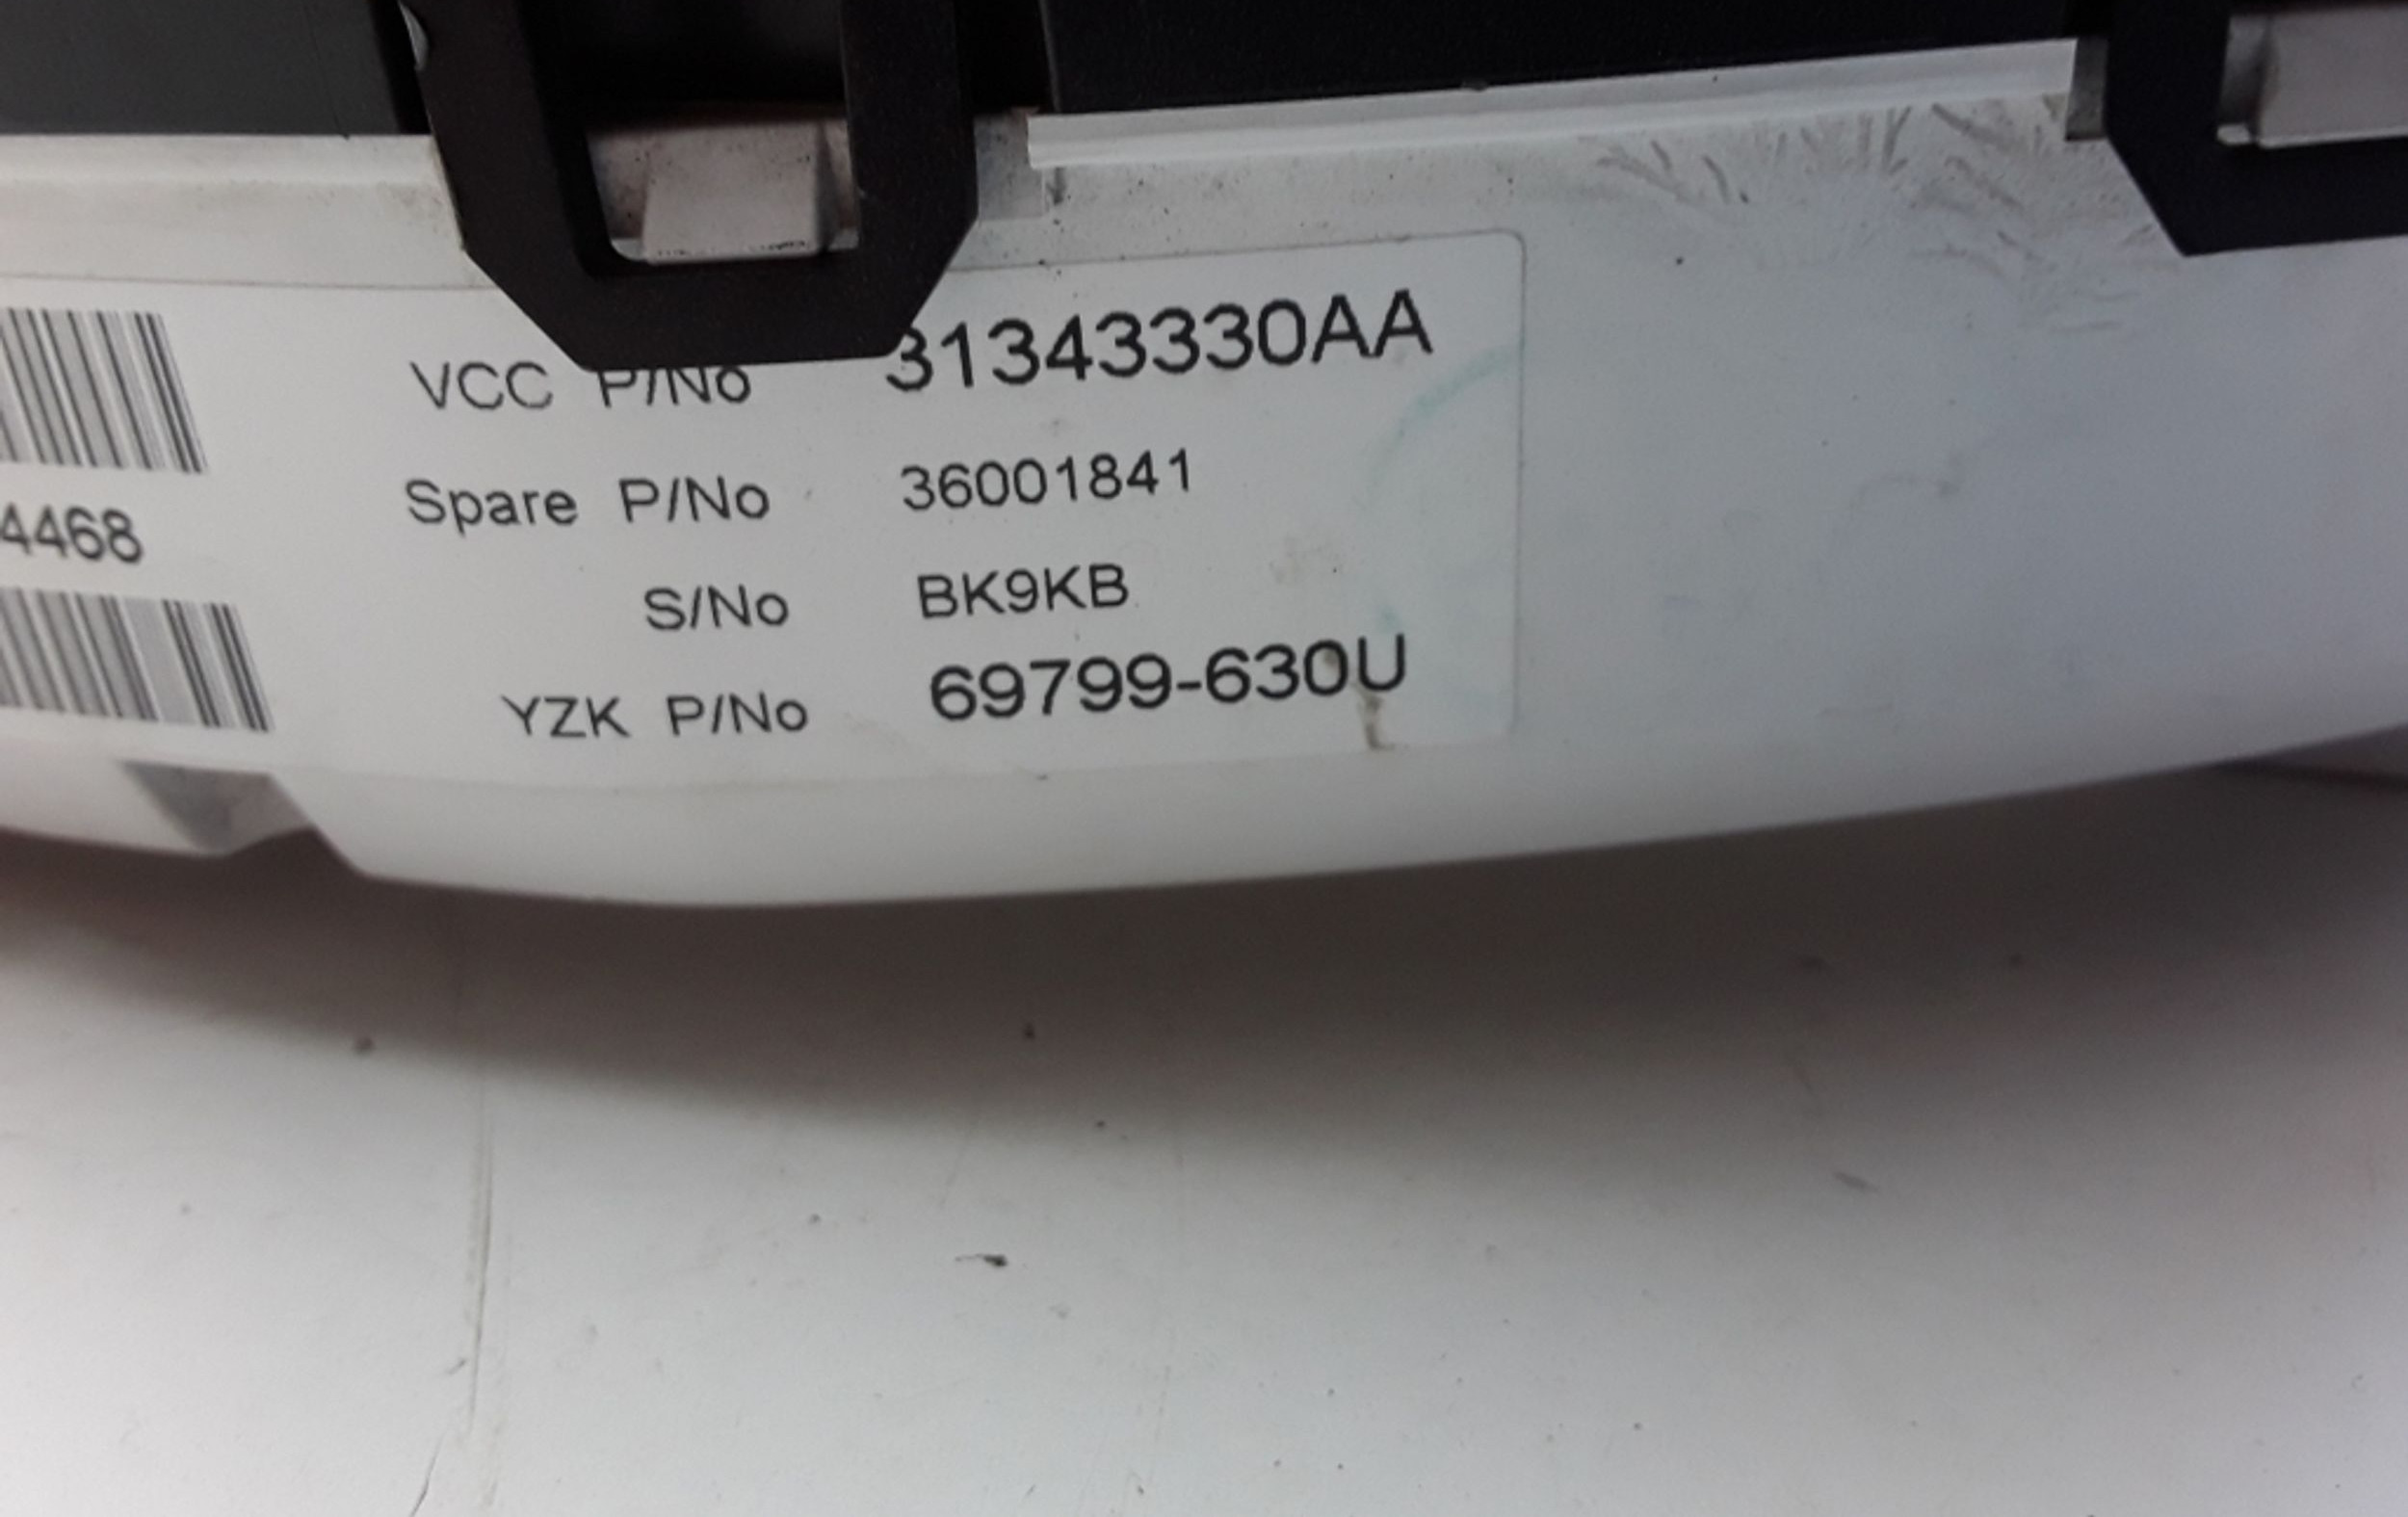 VCC P/No 31343330AA
Spare P/No 36001841
4468
S/No BK9KB
YZK P/No 69799-630U